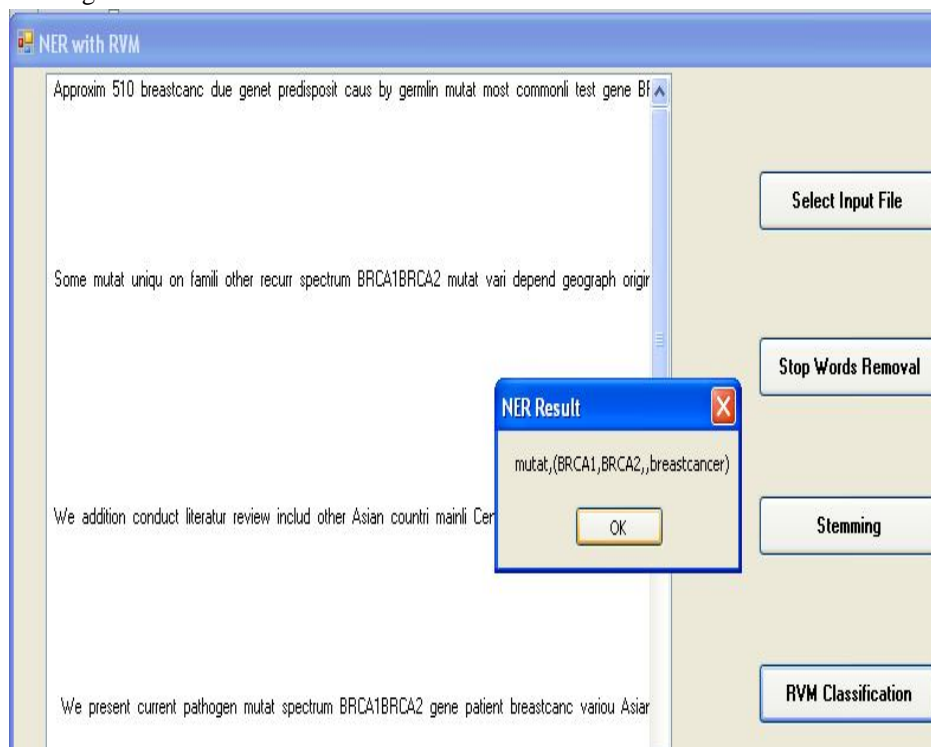 NER with RVM
Approxim 510 breastcanc due genet predisposit caus by germlin mutat most commonli test gene
Select Input File
Some mutat uniqu on famili other recurr spectrum BRCA1BRCA2 mutat vari depend geograph origin
Stop Words Removal
NER Result
mutat,(BRCA1,BRCA2,,breastcancer)
OK
We addition conduct literatur review includ other Asian countri mainli
Stemming
We present current pathogen mutat spectrum BRCA1BRCA2 gene patient breastcanc variou Asian
RVM Classification